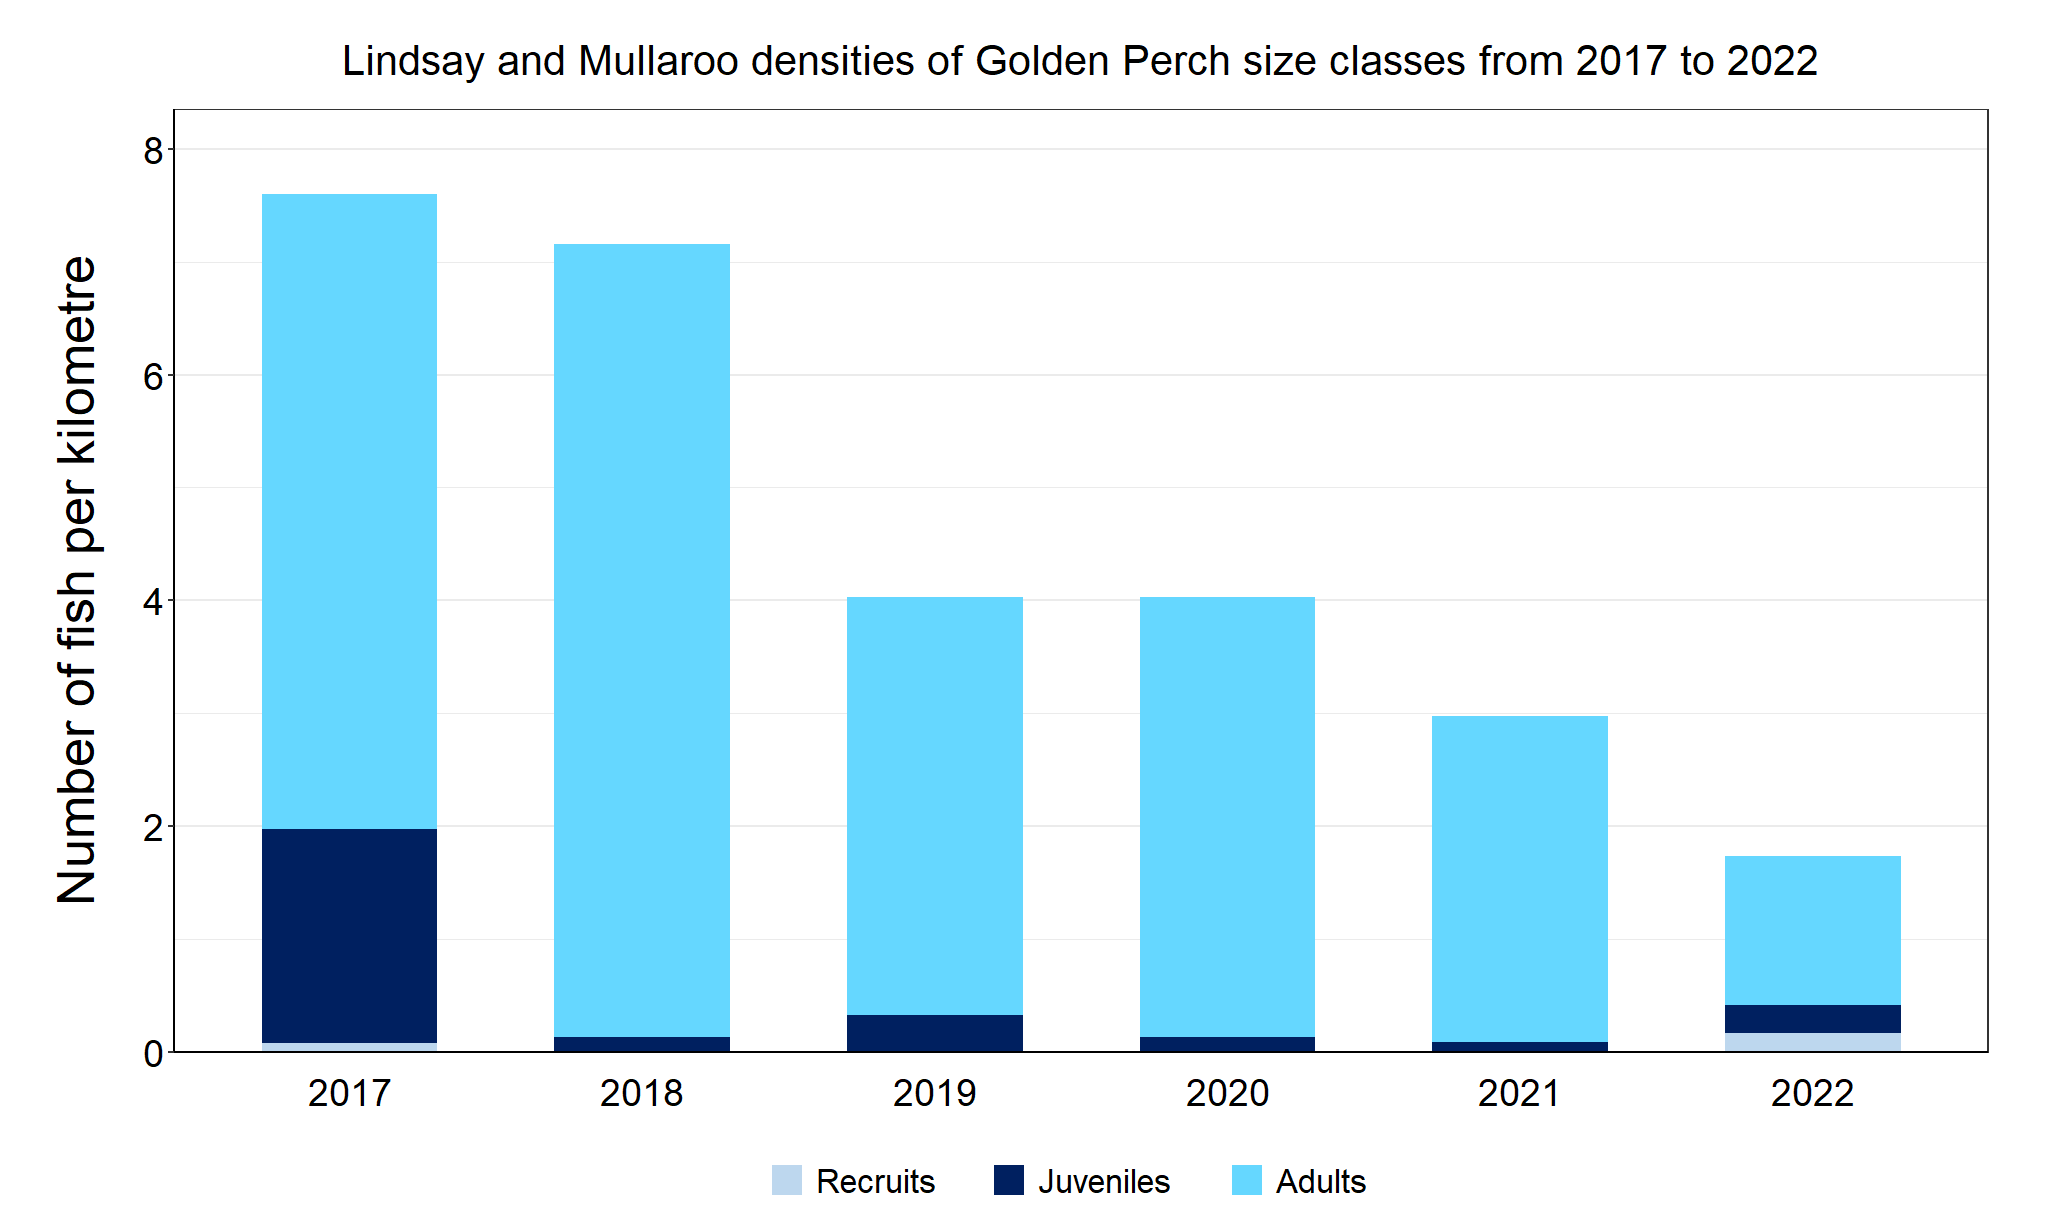 Lindsay and Mullaroo densities of Golden Perch size classes from 2017 to 2022
Number of fish per kilometre
8
6
4
2
0
2017 2018 2019 2020 2021 2022
Recruits Juveniles Adults